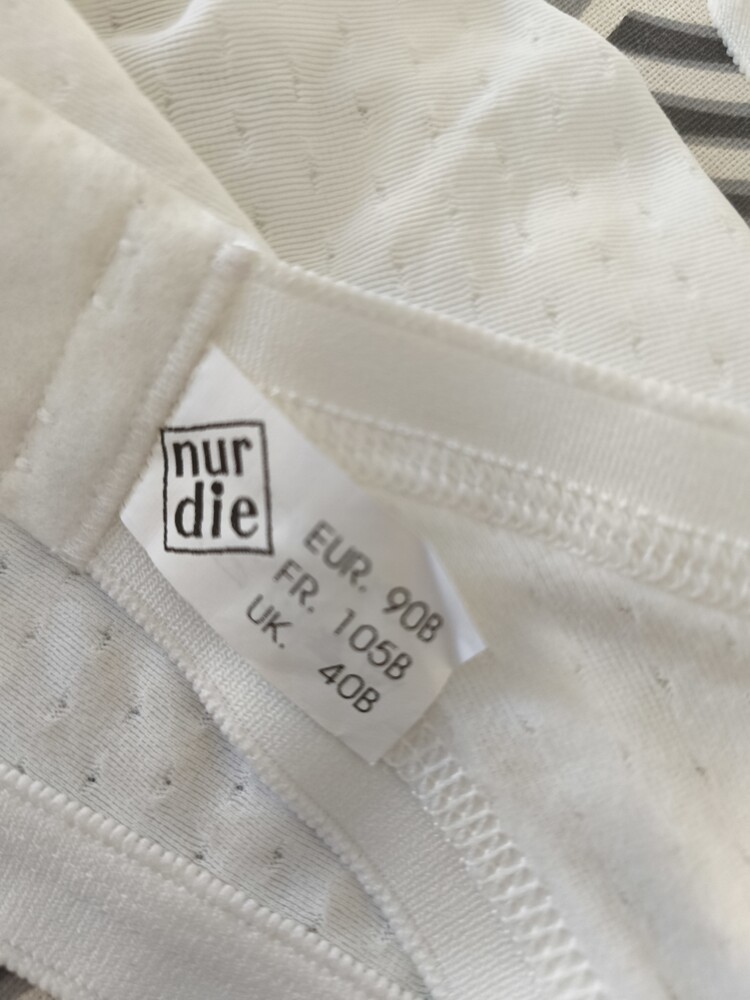 nur
die
EUR. 90B
FR. 105B
UK. 40B